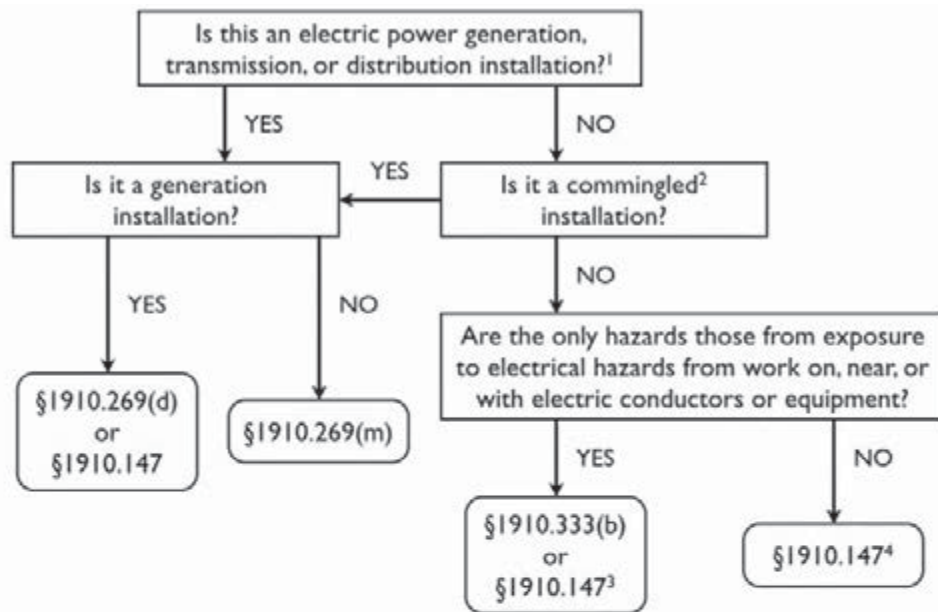 Is this an electric power generation,
transmission, or distribution installation?¹
YES
NO
Is it a generation
installation?
YES
Is it a commingled²
installation?
YES
NO
NO
Are the only hazards those from exposure
to electrical hazards from work on, near, or
with electric conductors or equipment?
§1910.269(d)
or
§1910.147
§1910.269(m)
YES
NO
§1910.333(b)
or
§1910.147³
§1910.147⁴